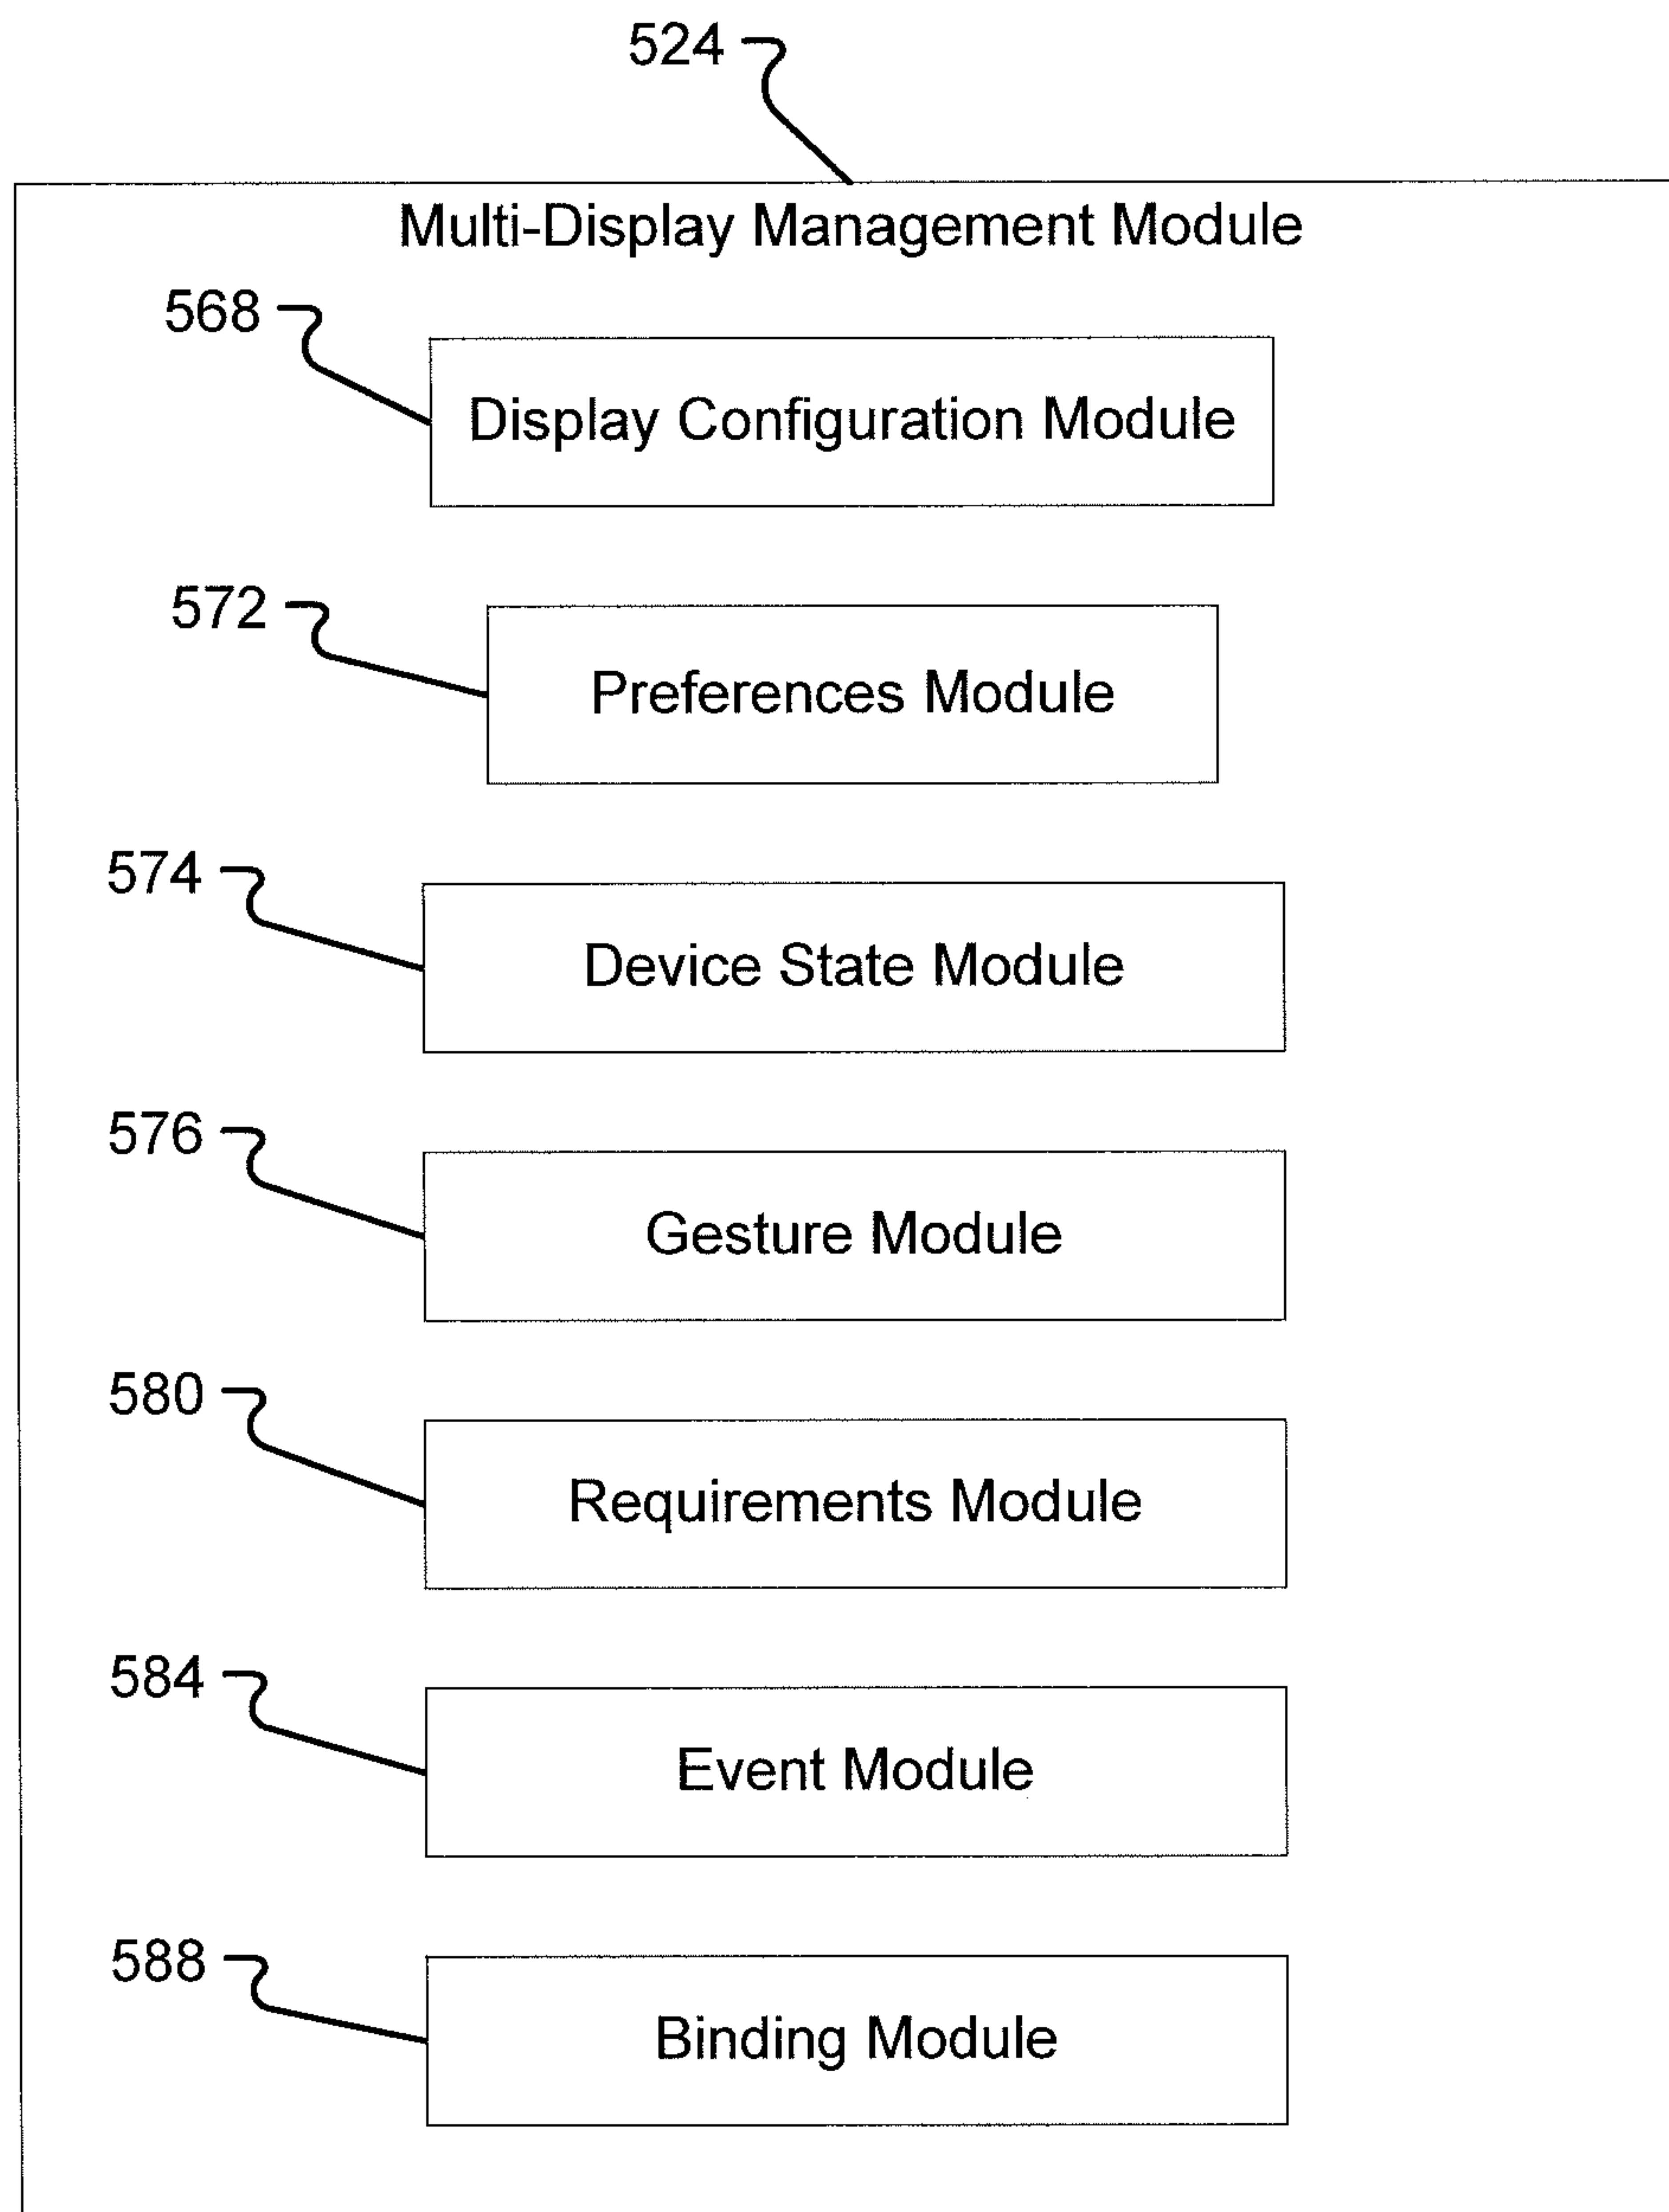 524
Multi-Display Management Module
568
Display Configuration Module
572
Preferences Module
574
Device State Module
576
Gesture Module
580
Requirements Module
584
Event Module
588
Binding Module